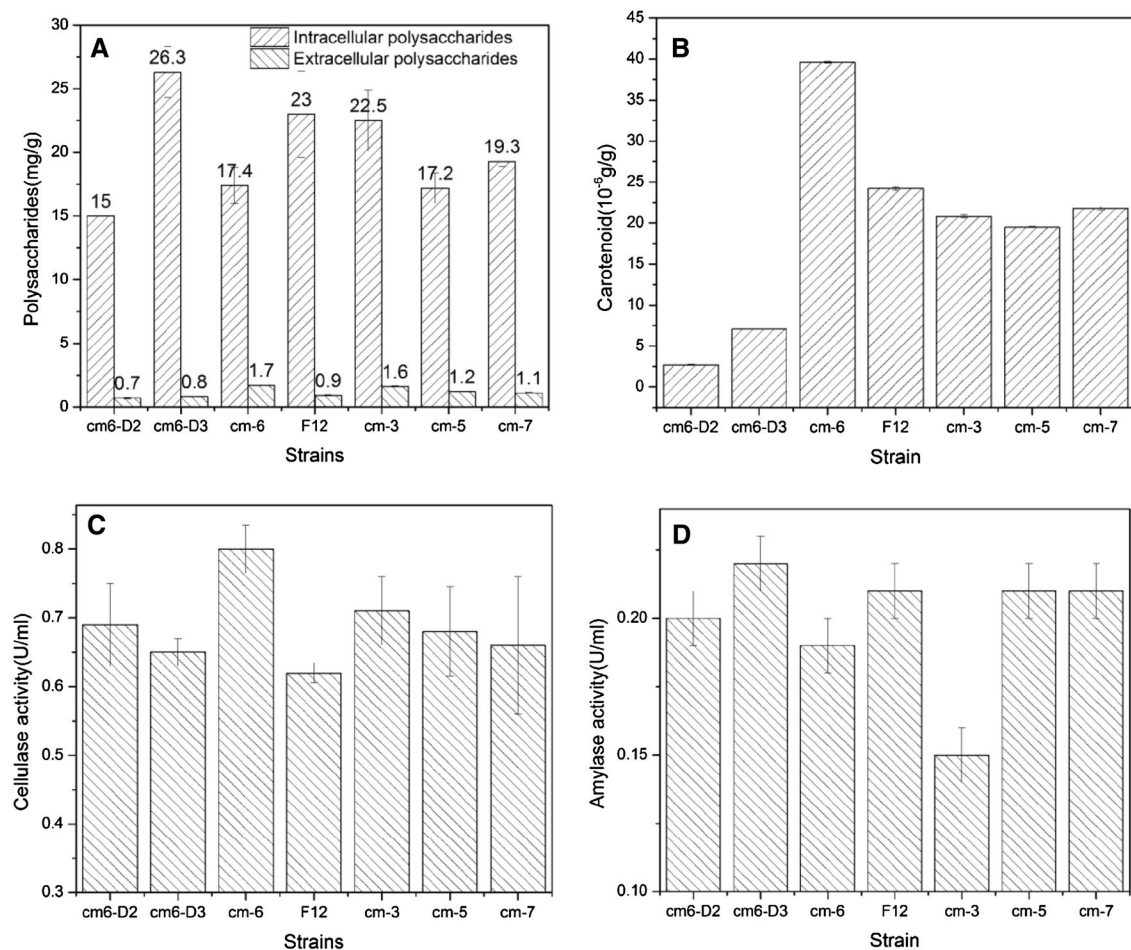 A
Intracellular polysaccharides
Extracellular polysaccharides
Polysaccharides(mg/g)
30
25
20
15
10
5
0
15
0.7
26.3
0.8
17.4
1.7
23
0.9
22.5
1.6
17.2
1.2
19.3
1.1
cm6-D2 cm6-D3 cm-6 F12 cm-3 cm-5 cm-7
Strains
B
Carotenoid(10⁻⁶g/g)
45
40
35
30
25
20
15
10
5
0
cm6-D2 cm6-D3 cm-6 F12 cm-3 cm-5 cm-7
Strain
C
Cellulase activity(U/ml)
0.8
0.7
0.6
0.5
0.4
0.3
cm6-D2 cm6-D3 cm-6 F12 cm-3 cm-5 cm-7
Strains
D
Amylase activity(U/ml)
0.20
0.15
0.10
cm6-D2 cm6-D3 cm-6 F12 cm-3 cm-5 cm-7
Strain